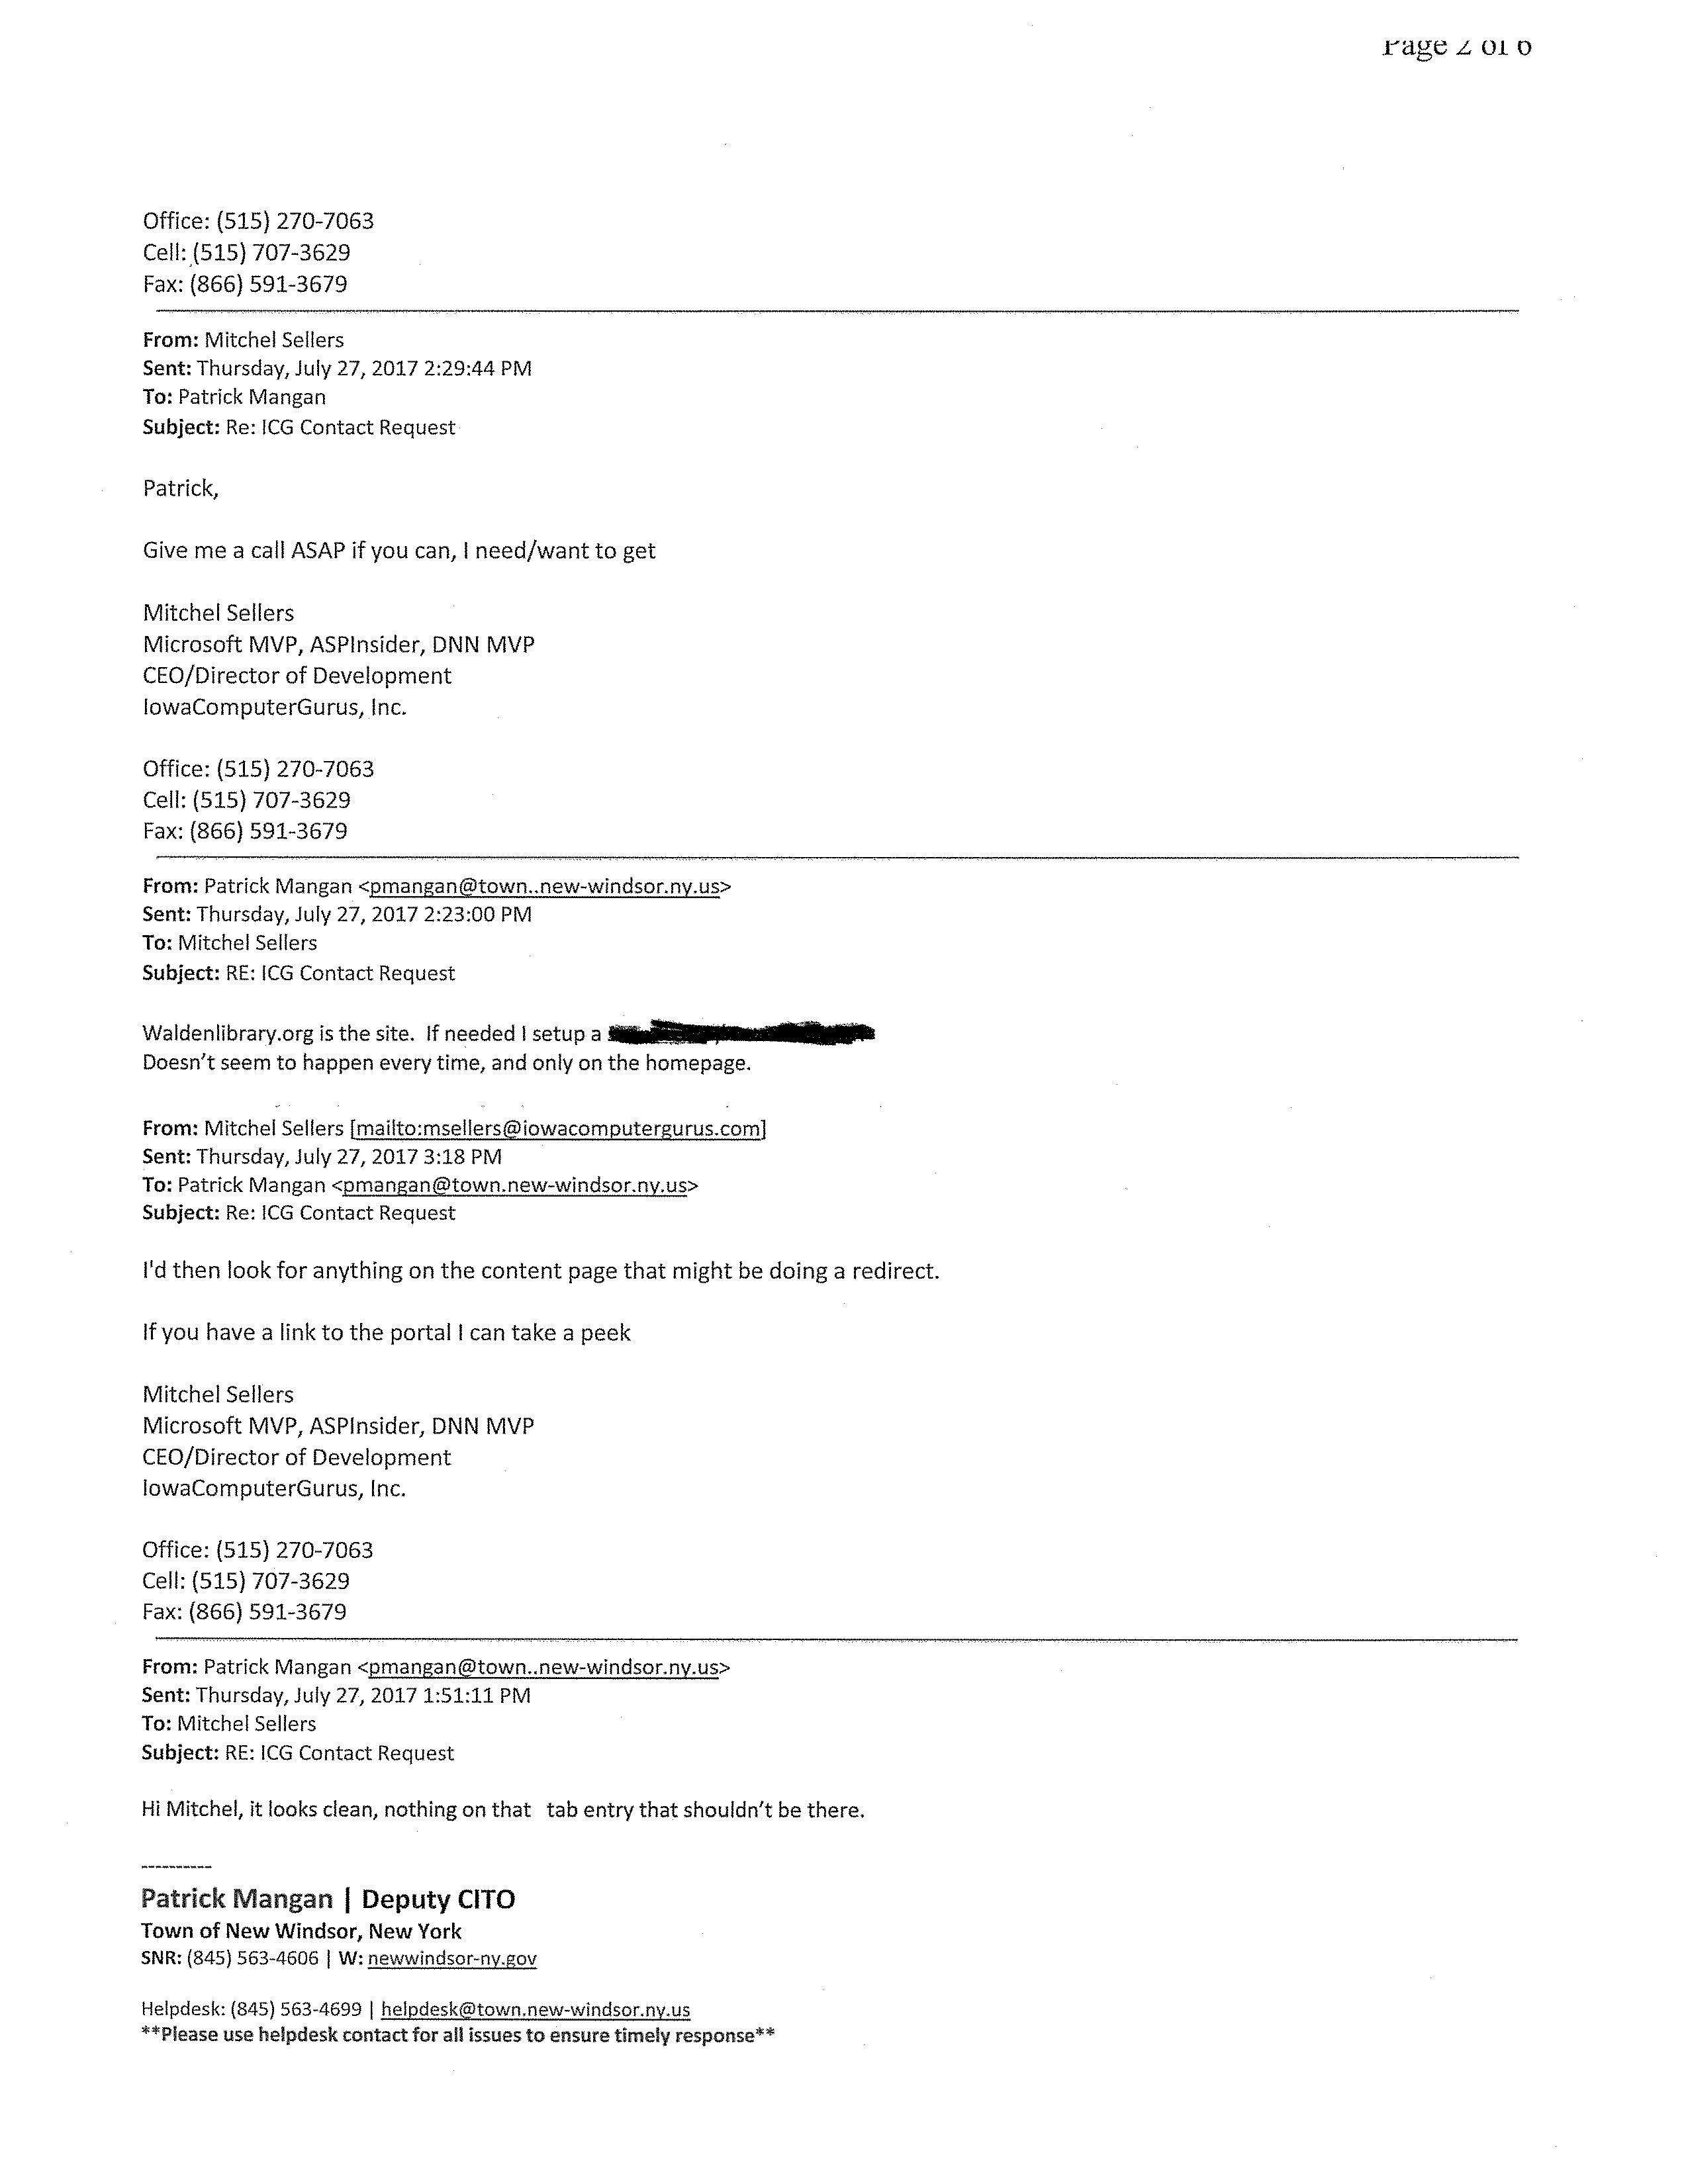 Page 2 of 6
Office: (515) 270-7063
Cell: (515) 707-3629
Fax: (866) 591-3679
From: Mitchel Sellers
Sent: Thursday, July 27, 2017 2:29:44 PM
To: Patrick Mangan
Subject: Re: ICG Contact Request
Patrick,
Give me a call ASAP if you can, I need/want to get
Mitchel Sellers
Microsoft MVP, ASPInsider, DNN MVP
CEO/Director of Development
IowaComputerGurus, Inc.
Office: (515) 270-7063
Cell: (515) 707-3629
Fax: (866) 591-3679
From: Patrick Mangan <pmangan@town..new-windsor.ny.us>
Sent: Thursday, July 27, 2017 2:23:00 PM
To: Mitchel Sellers
Subject: RE: ICG Contact Request
Waldenlibrary.org is the site.  If needed I setup a
Doesn't seem to happen every time, and only on the homepage.
From: Mitchel Sellers [mailto:msellers@iowacomputergurus.com]
Sent: Thursday, July 27, 2017 3:18 PM
To: Patrick Mangan <pmangan@town.new-windsor.ny.us>
Subject: Re: ICG Contact Request
I'd then look for anything on the content page that might be doing a redirect.
If you have a link to the portal I can take a peek
Mitchel Sellers
Microsoft MVP, ASPInsider, DNN MVP
CEO/Director of Development
IowaComputerGurus, Inc.
Office: (515) 270-7063
Cell: (515) 707-3629
Fax: (866) 591-3679
From: Patrick Mangan <pmangan@town..new-windsor.ny.us>
Sent: Thursday, July 27, 2017 1:51:11 PM
To: Mitchel Sellers
Subject: RE: ICG Contact Request
Hi Mitchel, it looks clean, nothing on that  tab entry that shouldn't be there.
----------
Patrick Mangan | Deputy CITO
Town of New Windsor, New York
SNR: (845) 563-4606 | W: newwindsor-ny.gov
Helpdesk: (845) 563-4699 | helpdesk@town.new-windsor.ny.us
**Please use helpdesk contact for all issues to ensure timely response**